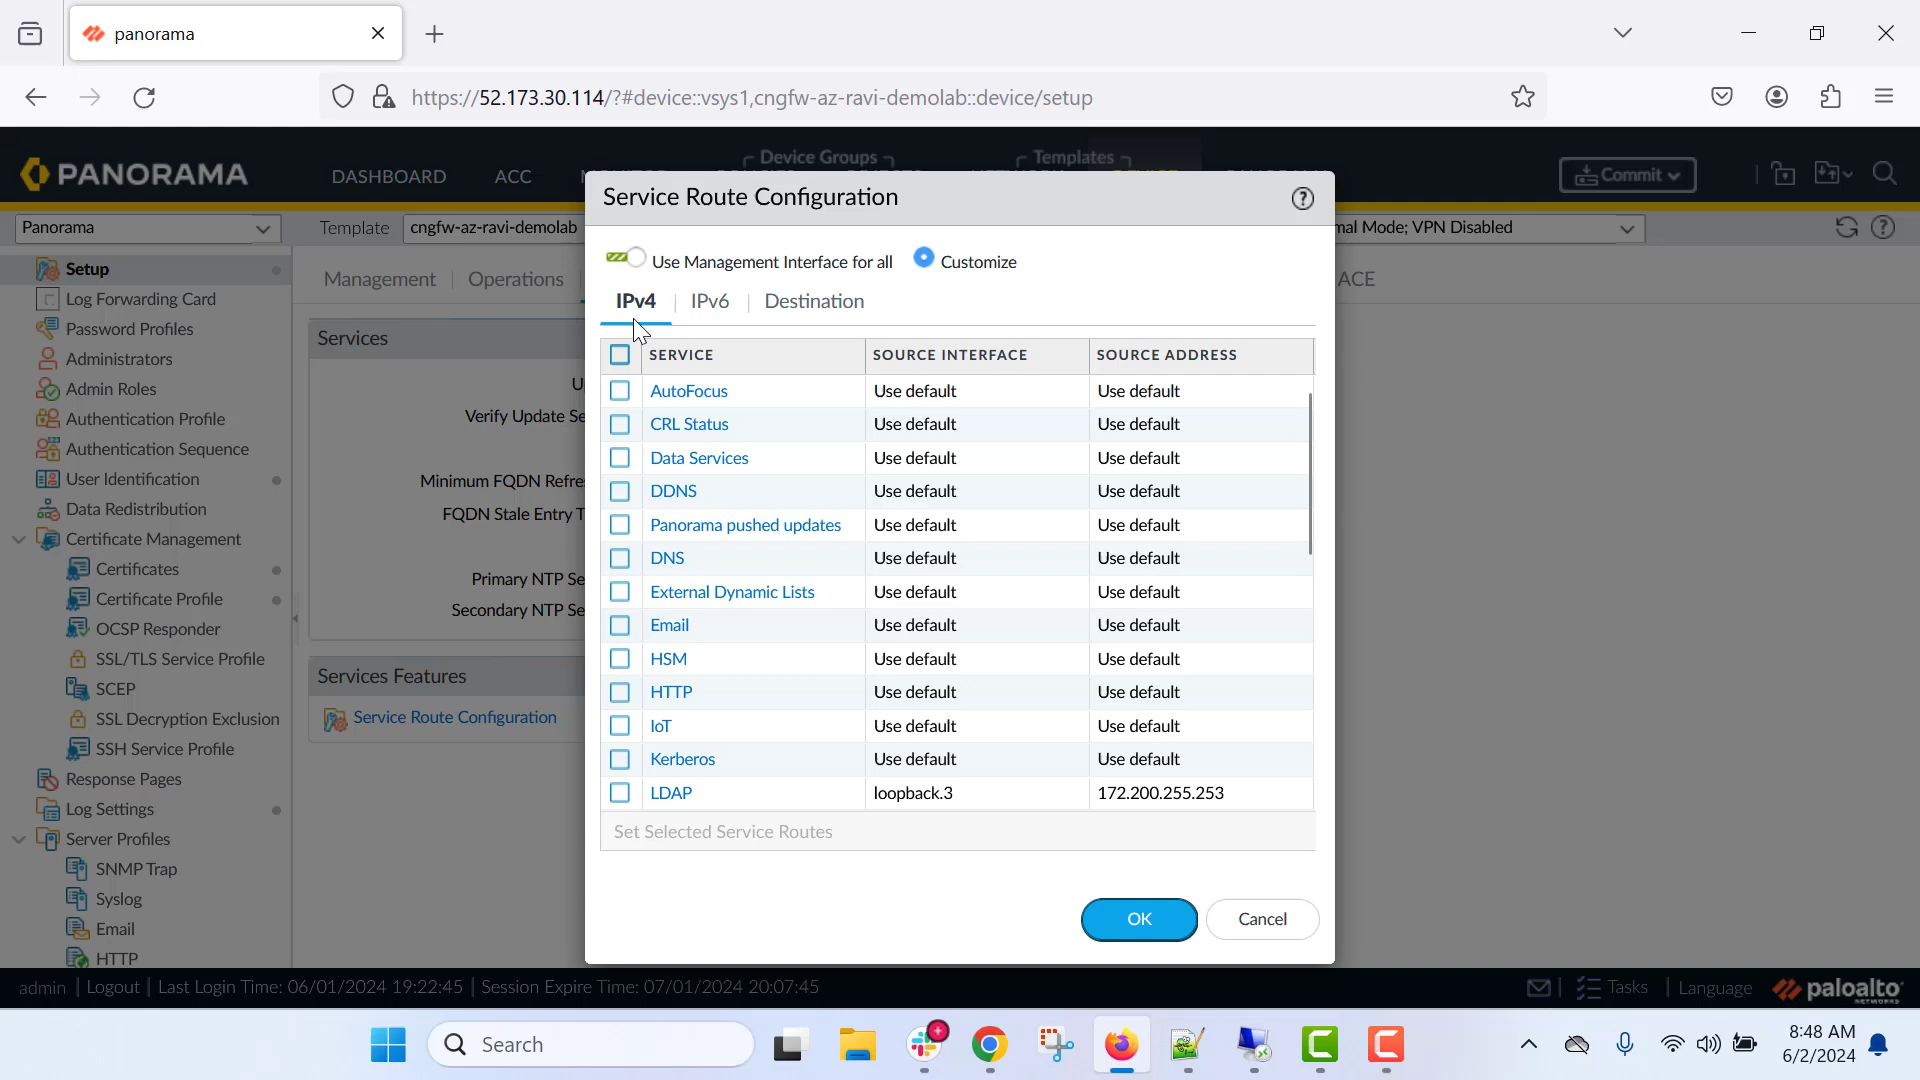 panorama
https://52.173.30.114/?#device::vsys1,cngfw-az-ravi-demolab::device/setup
PANORAMA
DASHBOARD
ACC
Device Groups
Templates
Commit
Panorama
Template
cngfw-az-ravi-demolab
mal Mode; VPN Disabled
Setup
Log Forwarding Card
Password Profiles
Administrators
Admin Roles
Authentication Profile
Authentication Sequence
User Identification
Data Redistribution
Certificate Management
Certificates
Certificate Profile
OCSP Responder
SSL/TLS Service Profile
SCEP
SSL Decryption Exclusion
SSH Service Profile
Response Pages
Log Settings
Server Profiles
SNMP Trap
Syslog
Email
HTTP
Management
Operations
ACE
Services
U
Verify Update Se
Minimum FQDN Refre
FQDN Stale Entry T
Primary NTP Se
Secondary NTP Se
Services Features
Service Route Configuration
Service Route Configuration
Use Management Interface for all
Customize
IPv4
IPv6
Destination
SERVICE SOURCE INTERFACE SOURCE ADDRESS
AutoFocus Use default Use default
CRL Status Use default Use default
Data Services Use default Use default
DDNS Use default Use default
Panorama pushed updates Use default Use default
DNS Use default Use default
External Dynamic Lists Use default Use default
Email Use default Use default
HSM Use default Use default
HTTP Use default Use default
IoT Use default Use default
Kerberos Use default Use default
LDAP loopback.3 172.200.255.253
Set Selected Service Routes
OK
Cancel
admin | Logout | Last Login Time: 06/01/2024 19:22:45 | Session Expire Time: 07/01/2024 20:07:45
Tasks | Language
paloalto
NETWORKS
Search
8:48 AM
6/2/2024